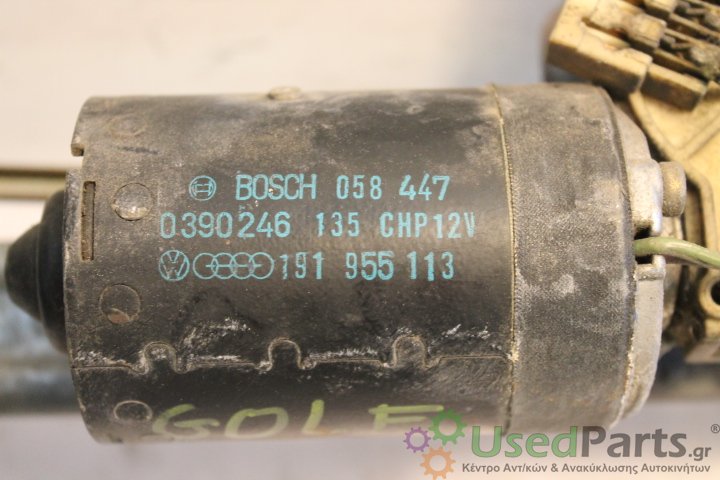 BOSCH 058 447
0390246 135 CHP12V
191 955 113
GOLF
UsedParts.gr®
Κέντρο Αντ/κών & Ανακύκλωσης Αυτοκινήτων